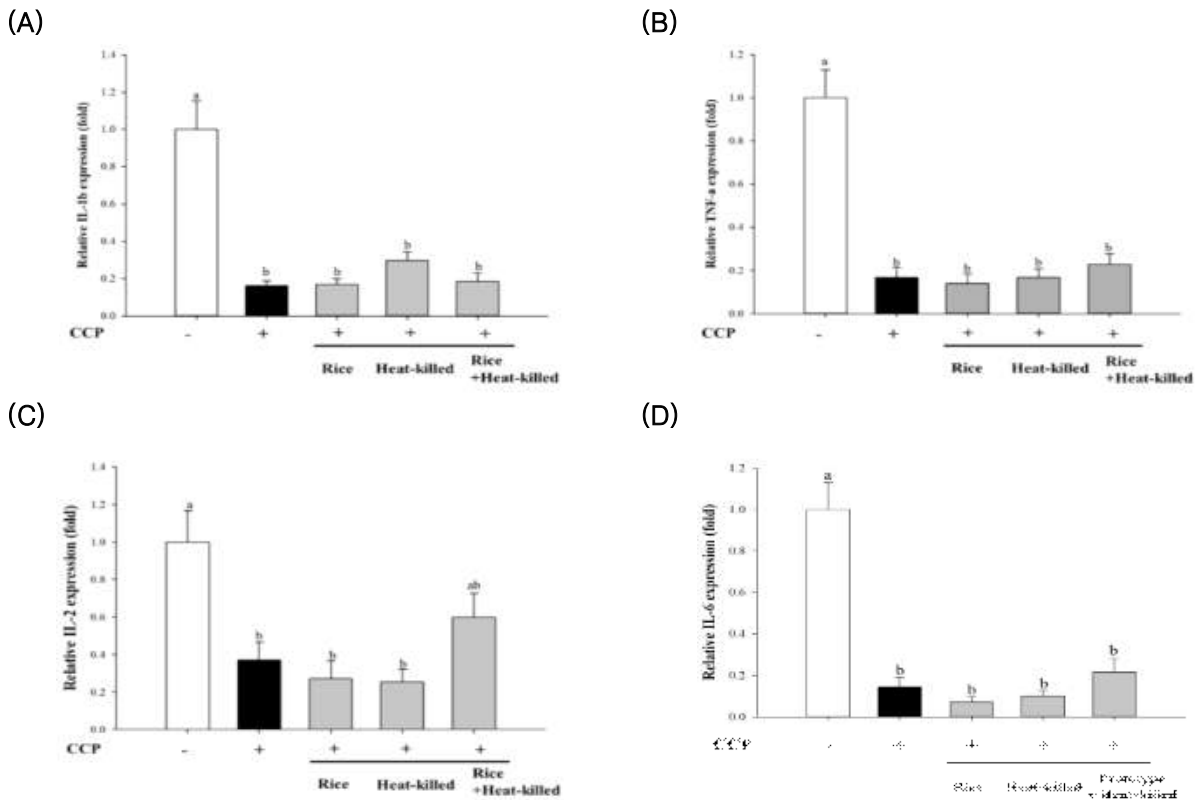 (A)
Relative IL-1b expression (fold)
1.4
1.2
1.0
0.8
0.6
0.4
0.2
0.0
a
b
b
b
b
CCP - + + + +
Rice Heat-killed Rice
+Heat-killed
(B)
Relative TNF-a expression (fold)
1.2
1.0
0.8
0.6
0.4
0.2
0.0
a
b
b
b
b
CCP - + + + +
Rice Heat-killed Rice
+Heat-killed
(C)
Relative IL-2 expression (fold)
1.4
1.2
1.0
0.8
0.6
0.4
0.2
0.0
a
b
b
b
ab
CCP - + + + +
Rice Heat-killed Rice
+Heat-killed
(D)
Relative IL-6 expression (fold)
1.2
1.0
0.8
0.6
0.4
0.2
0.0
a
b
b
b
b
CCP - + + + +
Rice Heat-killed